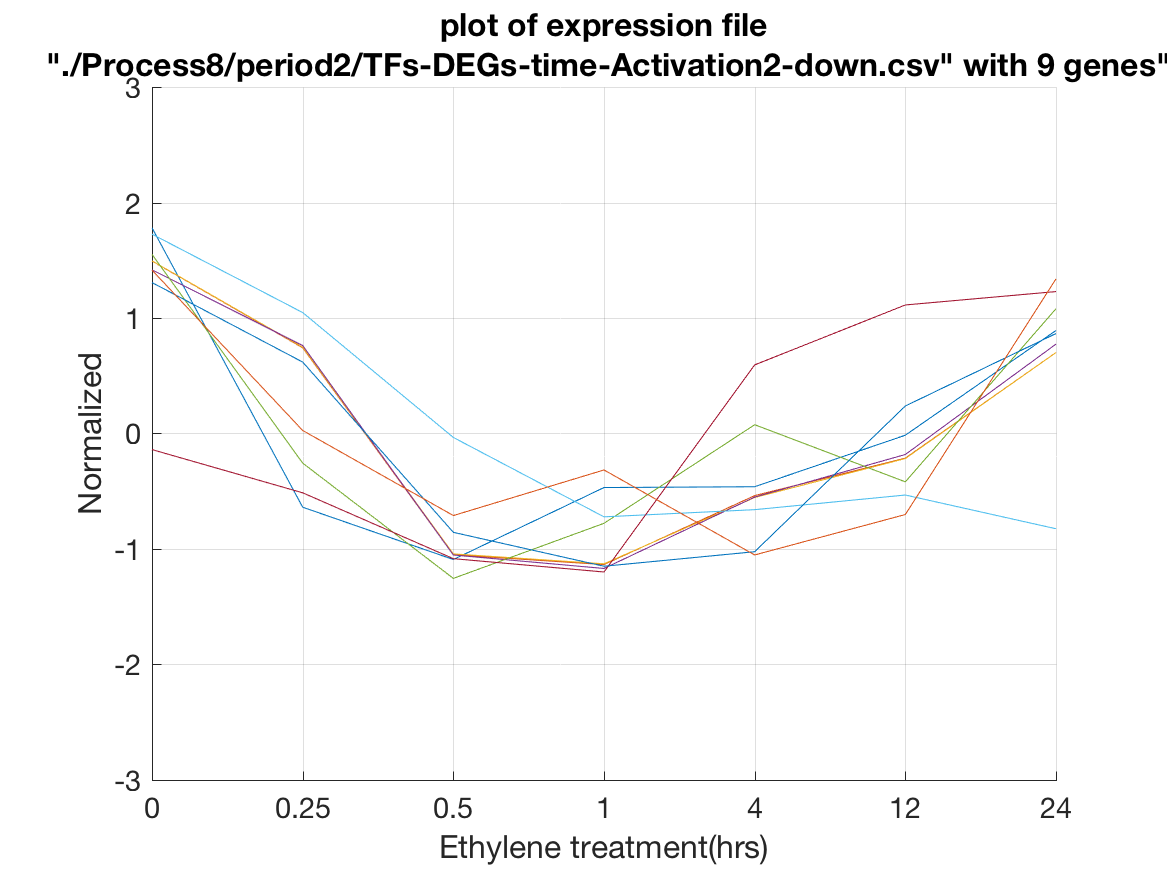 plot of expression file
"./Process8/period2/TFs-DEGs-time-Activation2-down.csv" with 9 genes"
3
2
1
0
-1
-2
-3
Normalized
0 0.25 0.5 1 4 12 24
Ethylene treatment(hrs)